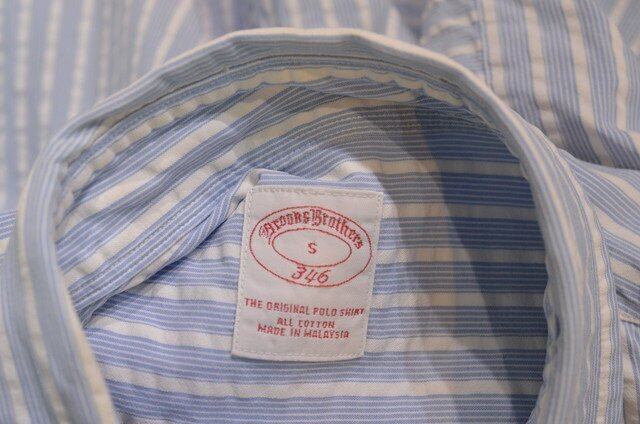 Brooks Brothers
S
346
THE ORIGINAL POLO SHIRT
ALL COTTON
MADE IN MALAYSIA